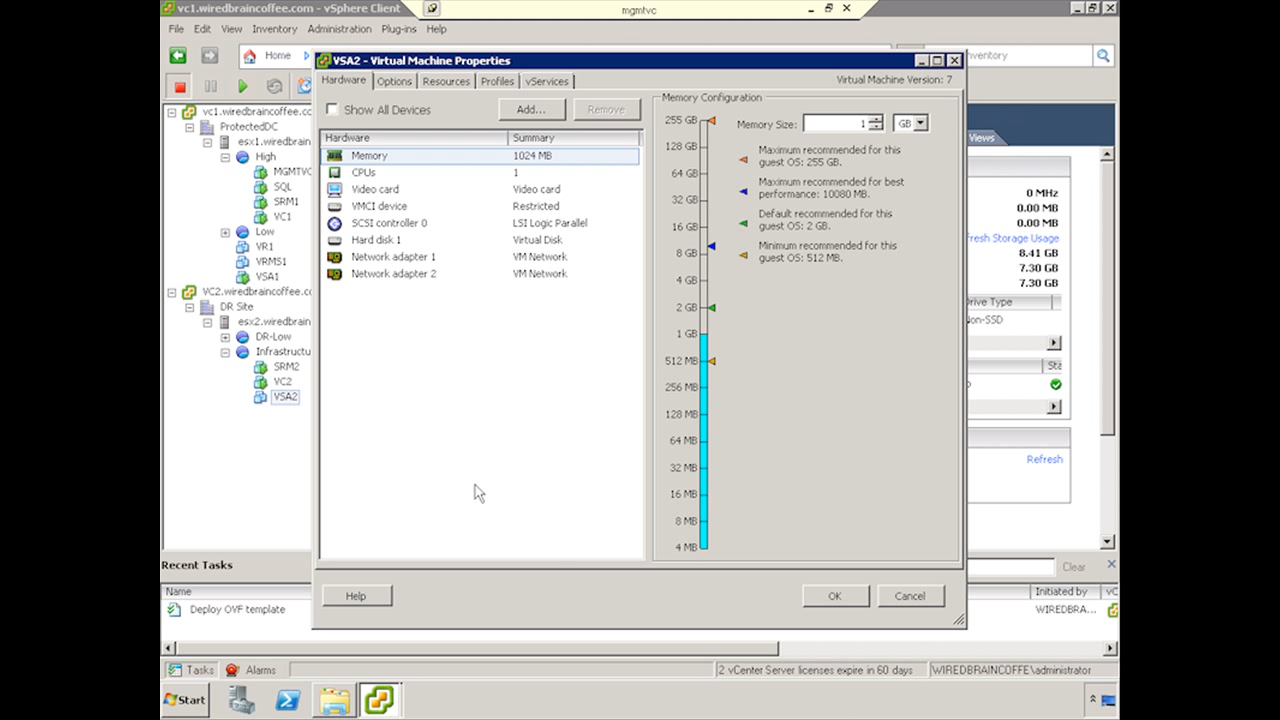 vc1.wiredbraincoffee.com - vSphere Client
mgmtvc
File Edit View Inventory Administration Plug-ins Help
Home
nventory
VSA2 - Virtual Machine Properties
Hardware Options Resources Profiles vServices
Virtual Machine Version: 7
Show All Devices
Add...
Remove
Hardware Summary
Memory 1024 MB
CPUs 1
Video card Video card
VMCI device Restricted
SCSI controller 0 LSI Logic Parallel
Hard disk 1 Virtual Disk
Network adapter 1 VM Network
Network adapter 2 VM Network
Memory Configuration
255 GB
128 GB
64 GB
32 GB
16 GB
8 GB
4 GB
2 GB
1 GB
512 MB
256 MB
128 MB
64 MB
32 MB
16 MB
8 MB
4 MB
Memory Size: 1 GB
Maximum recommended for this
guest OS: 255 GB.
Maximum recommended for best
performance: 10080 MB.
Default recommended for this
guest OS: 2 GB.
Minimum recommended for this
guest OS: 512 MB.
Help
OK
Cancel
vc1.wiredbraincoffee.co
ProtectedDC
esx1.wiredbrain
High
MGMTVC
SQL
SRM1
VC1
Low
VR1
VRMS1
VSA1
VC2.wiredbraincoffee.co
DR Site
esx2.wiredbrain
DR-Low
Infrastructu
SRM2
VC2
VSA2
Views
0 MHz
0.00 MB
0.00 MB
fresh Storage Usage
8.41 GB
7.30 GB
7.30 GB
Drive Type
Non-SSD
Sta
Refresh
Recent Tasks
Clear
Name
Initiated by
vC
Deploy OVF template
WIREDBRA...
Tasks
Alarms
2 vCenter Server licenses expire in 60 days
WIREDBRAINCOFFE\administrator
Start